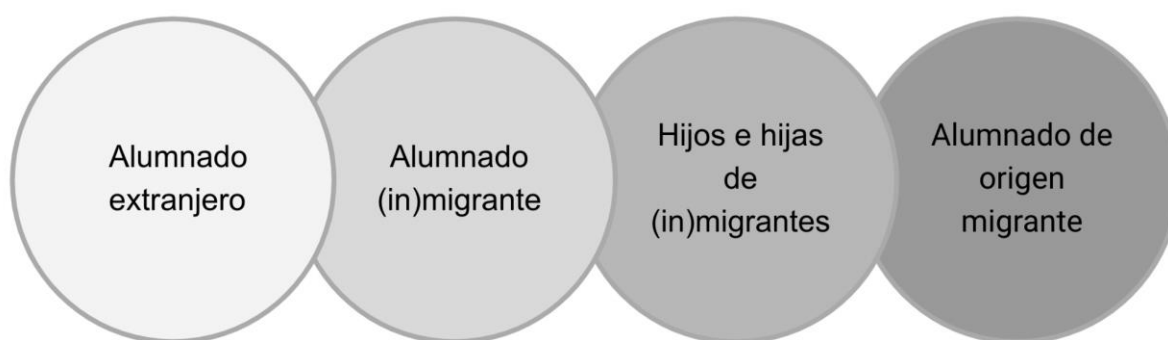 Alumnado
extranjero
Alumnado
(in)migrante
Hijos e hijas
de
(in)migrantes
Alumnado de
origen
migrante